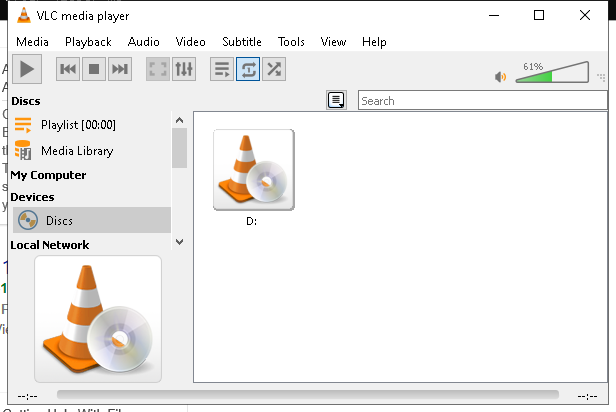 VLC media player
Media Playback Audio Video Subtitle Tools View Help
61%
Discs
Search
Playlist [00:00]
Media Library
My Computer
Devices
Discs
D:
Local Network
--:-- --:--